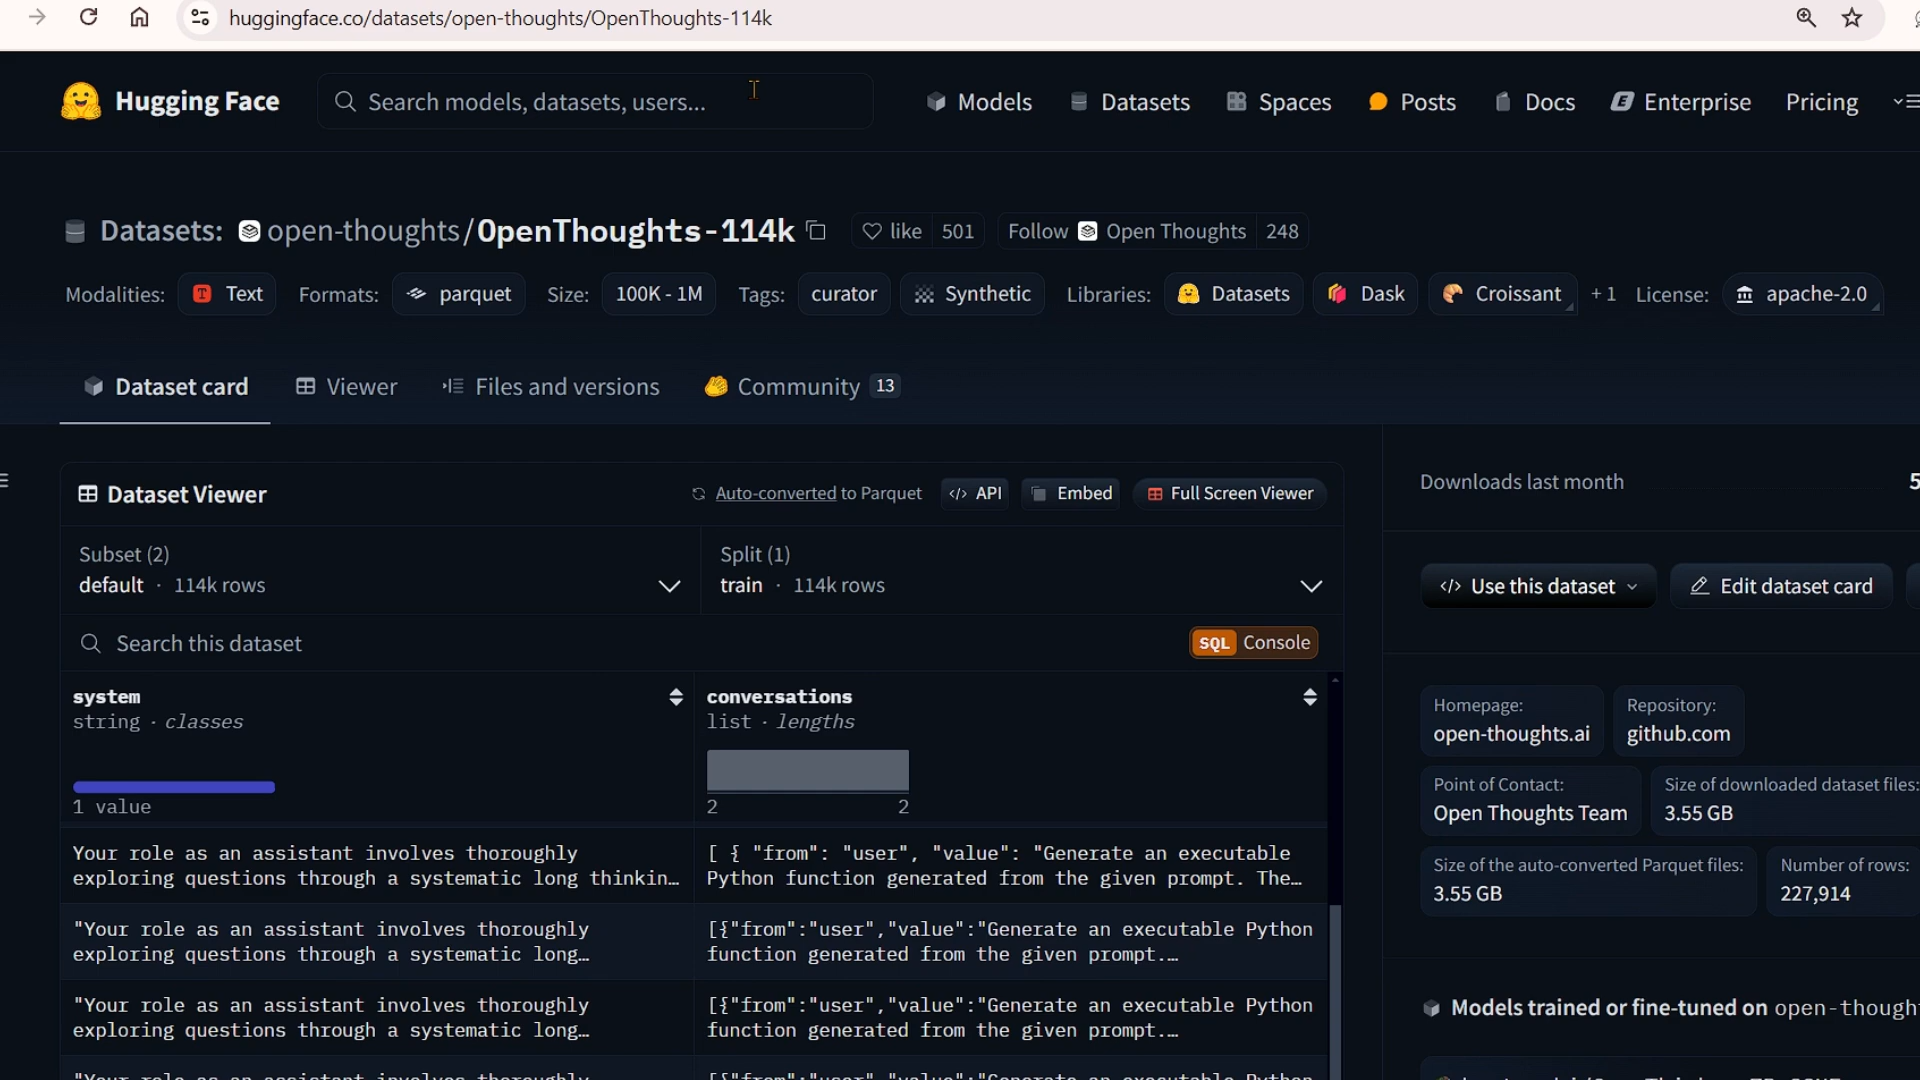 huggingface.co/datasets/open-thoughts/OpenThoughts-114k
Hugging Face
Search models, datasets, users...
Models
Datasets
Spaces
Posts
Docs
Enterprise
Pricing
Datasets: open-thoughts/OpenThoughts-114k
like 501
Follow Open Thoughts 248
Modalities: Text Formats: parquet Size: 100K - 1M Tags: curator Synthetic Libraries: Datasets Dask Croissant +1 License: apache-2.0
Dataset card
Viewer
Files and versions
Community 13
Dataset Viewer
Auto-converted to Parquet
API
Embed
Full Screen Viewer
Subset (2)
default · 114k rows
Split (1)
train · 114k rows
Search this dataset
SQL Console
system
string · classes
1 value
conversations
list · lengths
2 2
Your role as an assistant involves thoroughly
exploring questions through a systematic long thinkin…
[ { "from": "user", "value": "Generate an executable
Python function generated from the given prompt. The…
"Your role as an assistant involves thoroughly
exploring questions through a systematic long…
[{"from":"user","value":"Generate an executable Python
function generated from the given prompt.…
"Your role as an assistant involves thoroughly
exploring questions through a systematic long…
[{"from":"user","value":"Generate an executable Python
function generated from the given prompt.…
Downloads last month
5
Use this dataset
Edit dataset card
Homepage:
open-thoughts.ai
Repository:
github.com
Point of Contact:
Open Thoughts Team
Size of downloaded dataset files:
3.55 GB
Size of the auto-converted Parquet files:
3.55 GB
Number of rows:
227,914
Models trained or fine-tuned on open-though